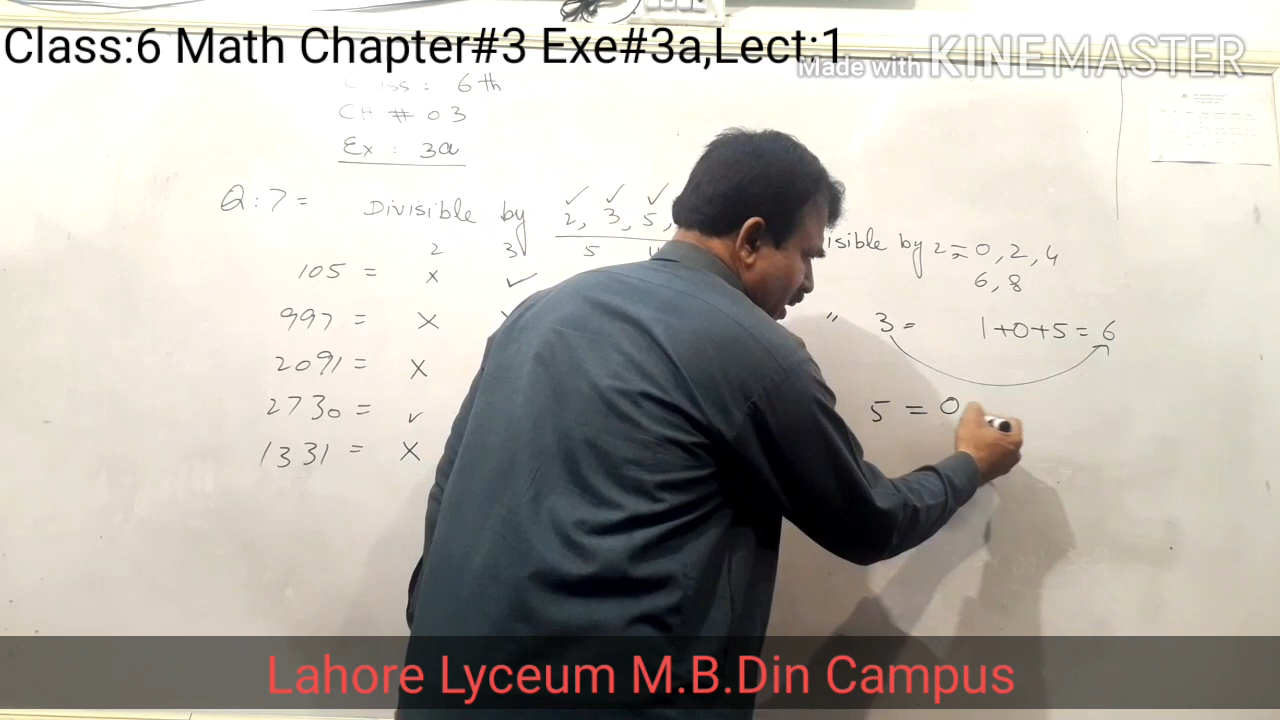 Class:6 Math Chapter#3 Exe#3a,Lect:1
Made with KINEMASTER
Class : 6th
CH # 03
Ex : 3a
Q:7= Divisible by 2, 3, 5,
2 3 5
105 = × ✓
997 = ×
2091 = ×
2730 = ✓
1331 = ×
isible by 2 = 0, 2, 4
6, 8
" 3 = 1+0+5 = 6
5 = 0
Lahore Lyceum M.B.Din Campus